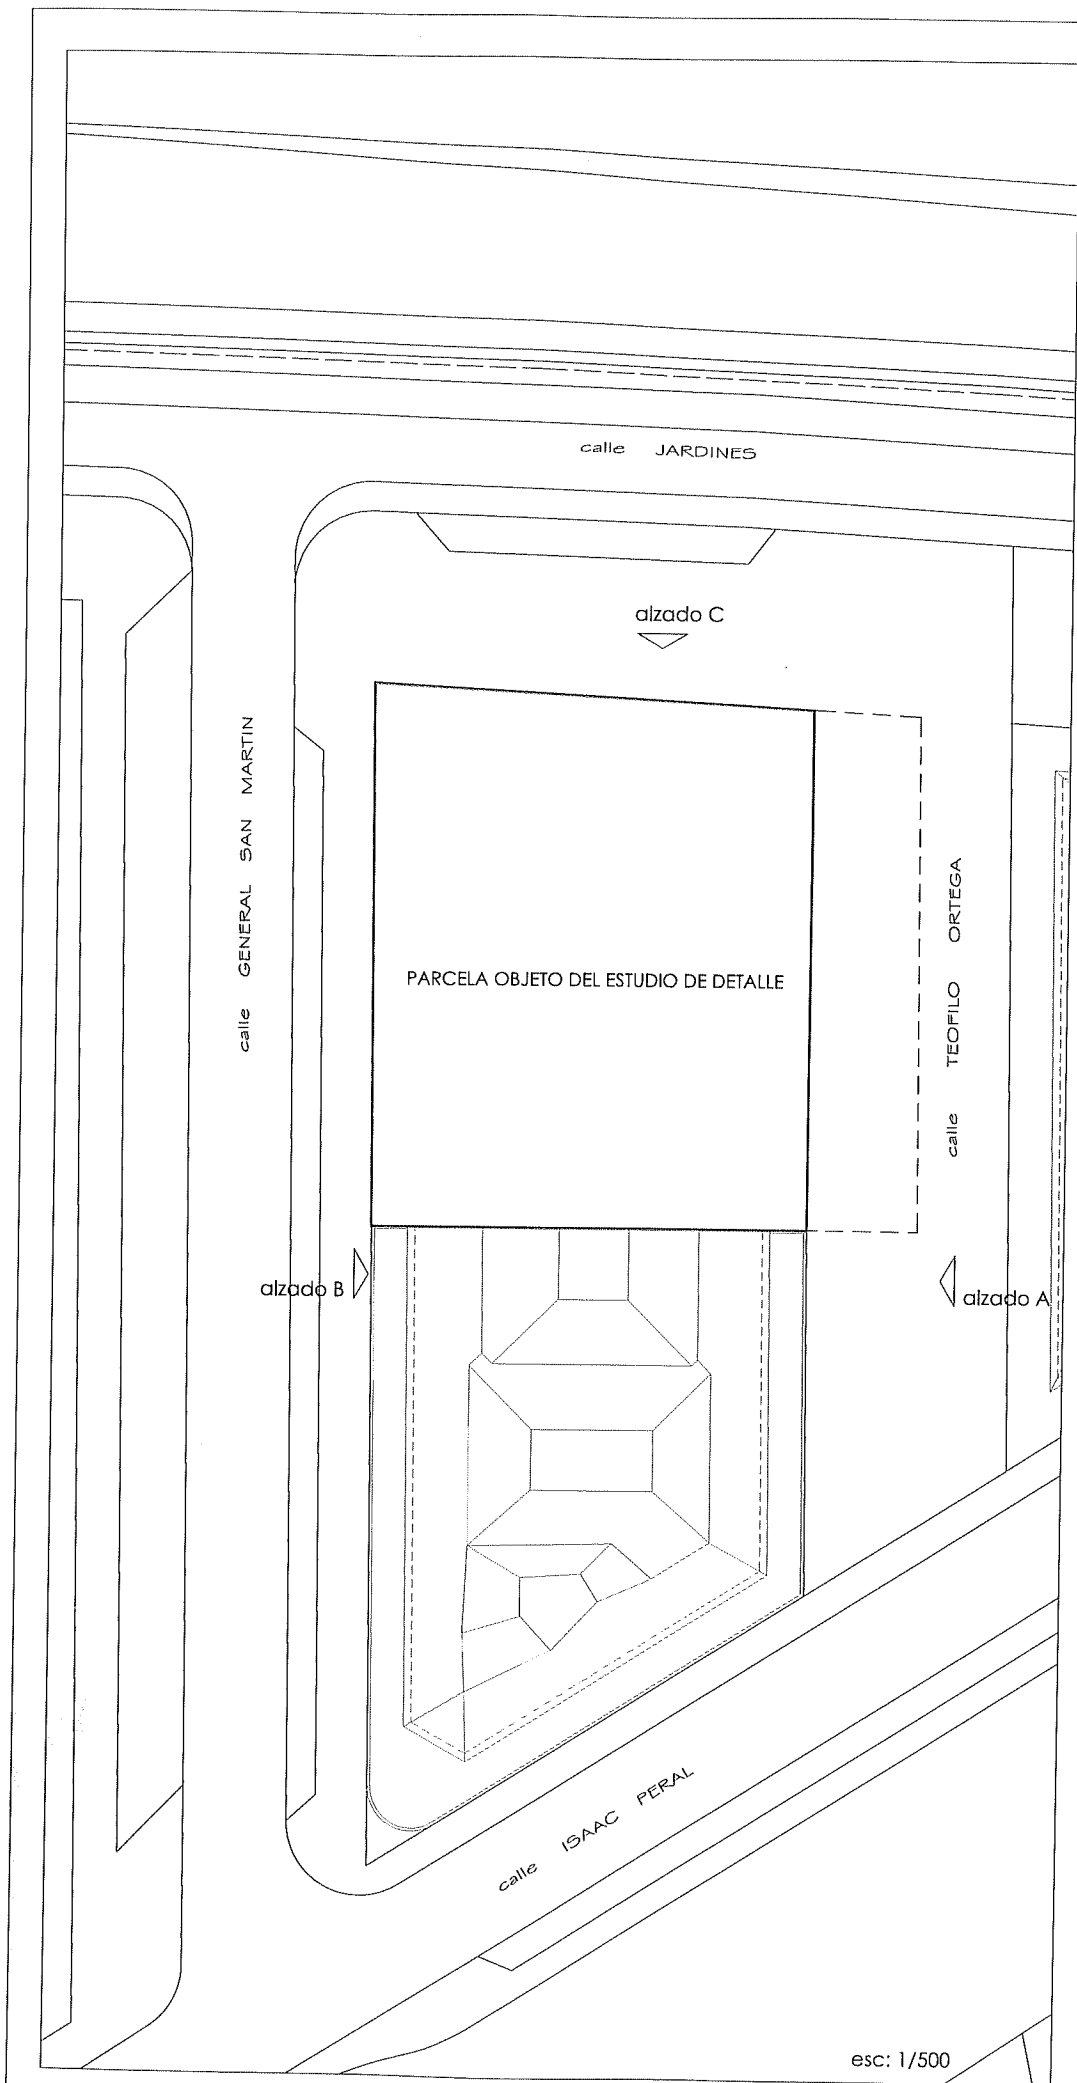 calle JARDINES
alzado C
calle GENERAL SAN MARTIN
PARCELA OBJETO DEL ESTUDIO DE DETALLE
calle TEOFILO ORTEGA
alzado B
alzado A
calle ISAAC PERAL
esc: 1/500